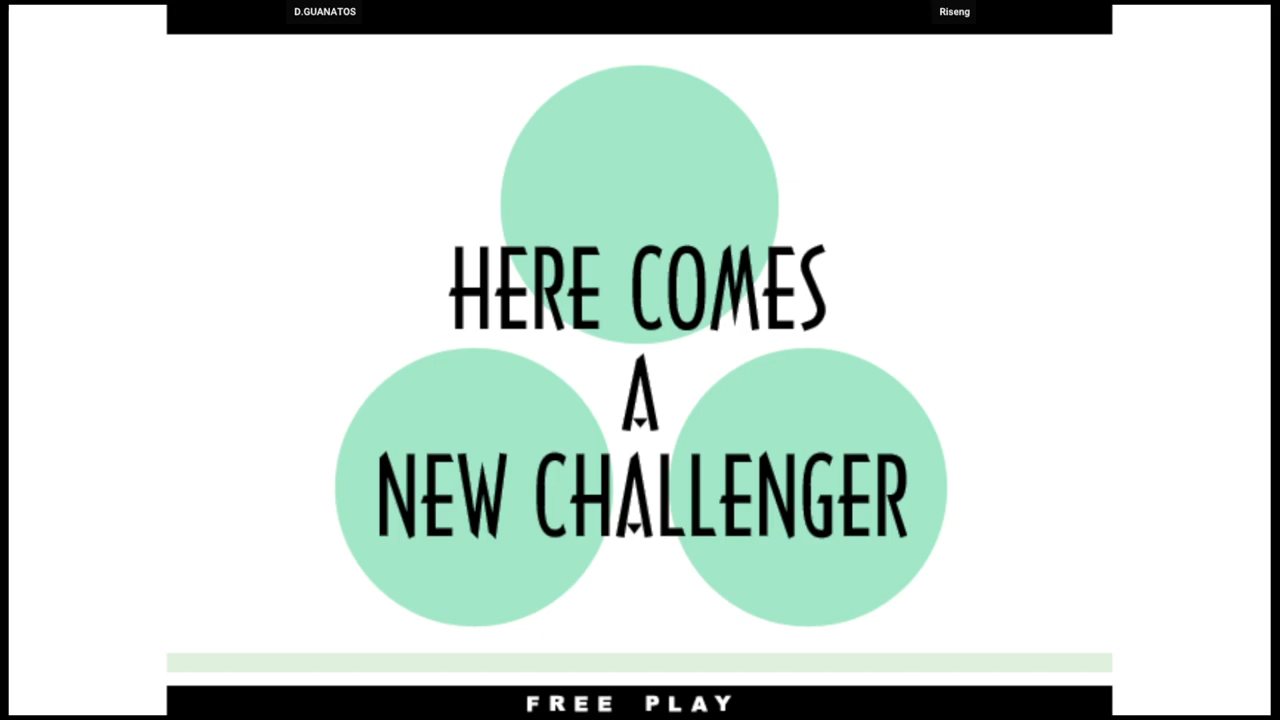 D.GUANATOS
Riseng
HERE COMES
A
NEW CHALLENGER
FREE PLAY